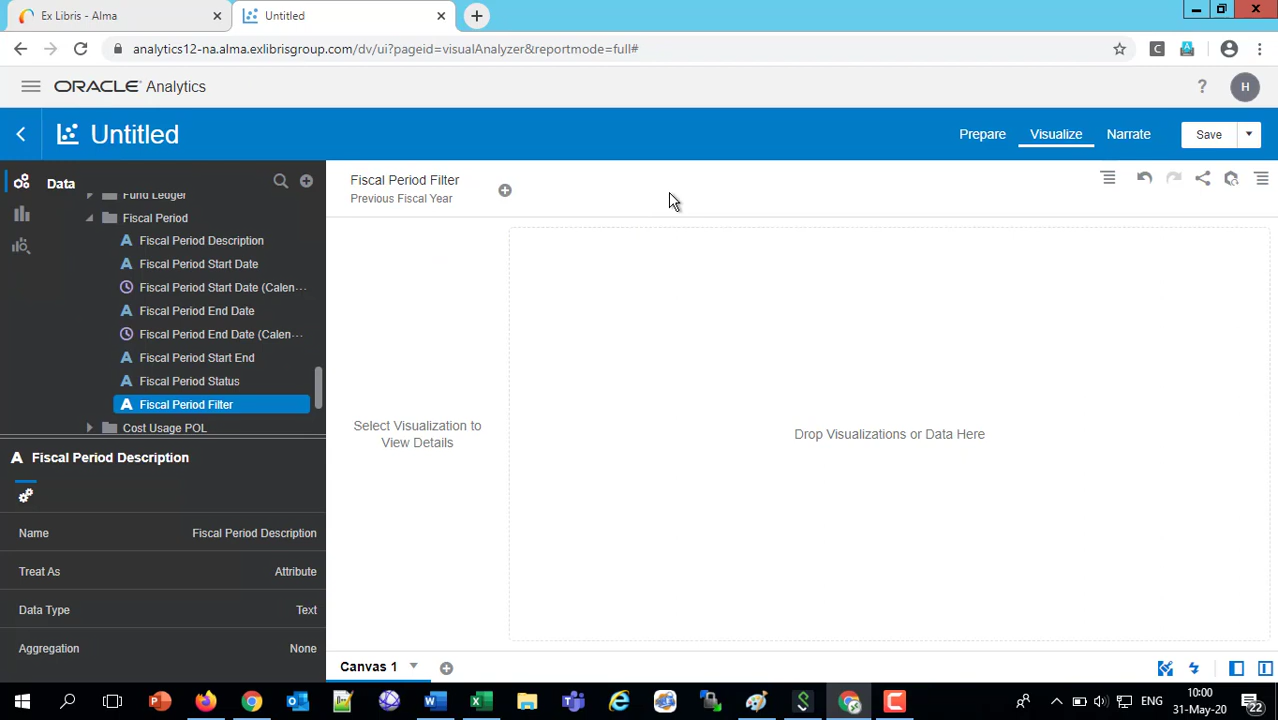 Ex Libris - Alma
Untitled
analytics12-na.alma.exlibrisgroup.com/dv/ui?pageid=visualAnalyzer&reportmode=full#
ORACLE Analytics
?
H
Untitled
Prepare
Visualize
Narrate
Save
Data
Fund Ledger
Fiscal Period
Fiscal Period Description
Fiscal Period Start Date
Fiscal Period Start Date (Calen···
Fiscal Period End Date
Fiscal Period End Date (Calen···
Fiscal Period Start End
Fiscal Period Status
Fiscal Period Filter
Cost Usage POL
A Fiscal Period Description
Name Fiscal Period Description
Treat As Attribute
Data Type Text
Aggregation None
Fiscal Period Filter
Previous Fiscal Year
Select Visualization to
View Details
Drop Visualizations or Data Here
Canvas 1
ENG
10:00
31-May-20
22